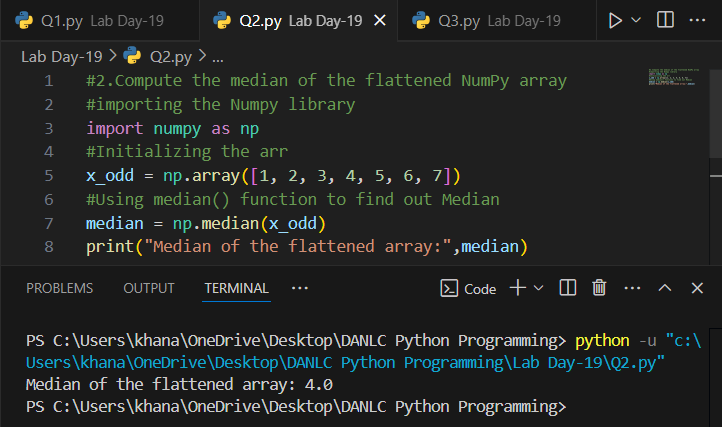 Q1.py Lab Day-19 Q2.py Lab Day-19 Q3.py Lab Day-19
Lab Day-19 > Q2.py > ...
1 #2.Compute the median of the flattened NumPy array
2 #importing the Numpy library
3 import numpy as np
4 #Initializing the arr
5 x_odd = np.array([1, 2, 3, 4, 5, 6, 7])
6 #Using median() function to find out Median
7 median = np.median(x_odd)
8 print("Median of the flattened array:",median)
PROBLEMS OUTPUT TERMINAL ... Code
PS C:\Users\khana\OneDrive\Desktop\DANLC Python Programming> python -u "c:\
Users\khana\OneDrive\Desktop\DANLC Python Programming\Lab Day-19\Q2.py"
Median of the flattened array: 4.0
PS C:\Users\khana\OneDrive\Desktop\DANLC Python Programming>